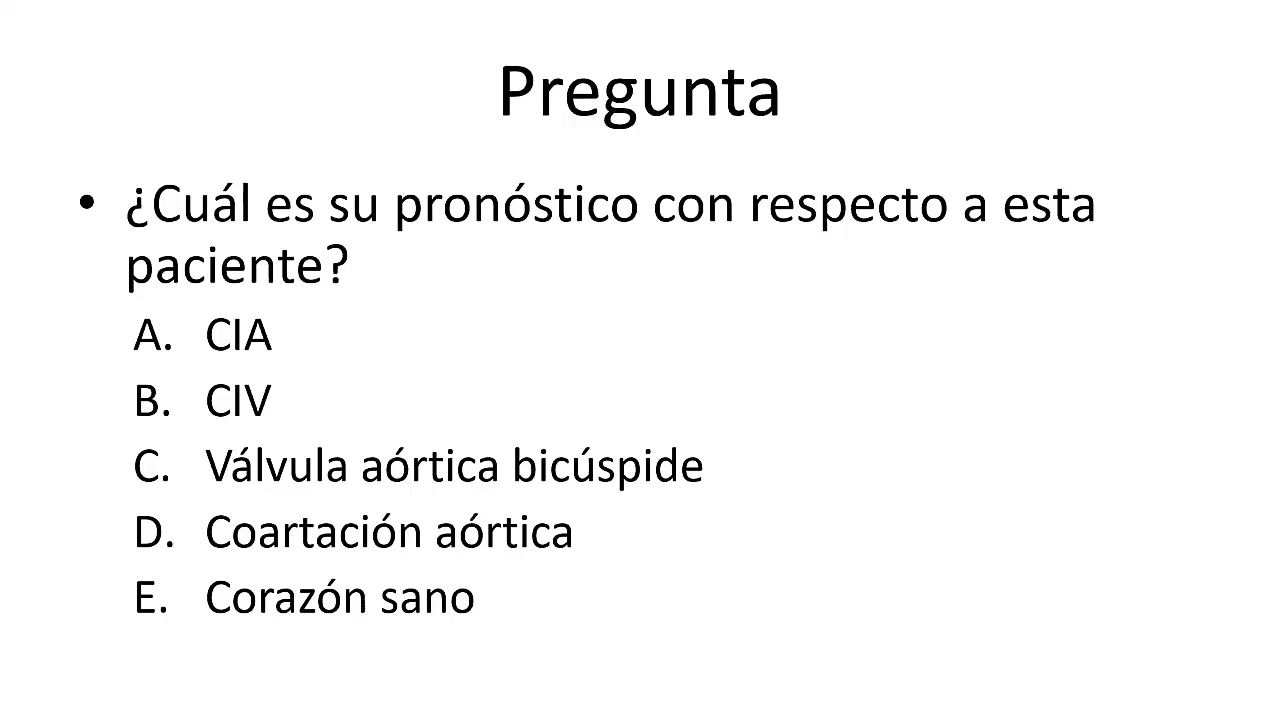 Pregunta
• ¿Cuál es su pronóstico con respecto a esta
paciente?
A. CIA
B. CIV
C. Válvula aórtica bicúspide
D. Coartación aórtica
E. Corazón sano